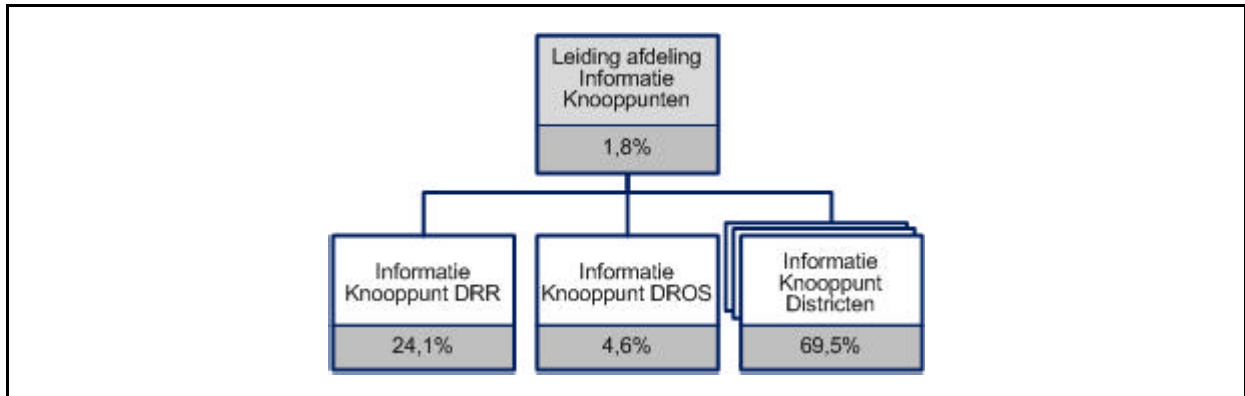 Leiding afdeling
Informatie
Knooppunten
1,8%
Informatie
Knooppunt DRR
24,1%
Informatie
Knooppunt DROS
4,6%
Informatie
Knooppunt
Districten
69,5%